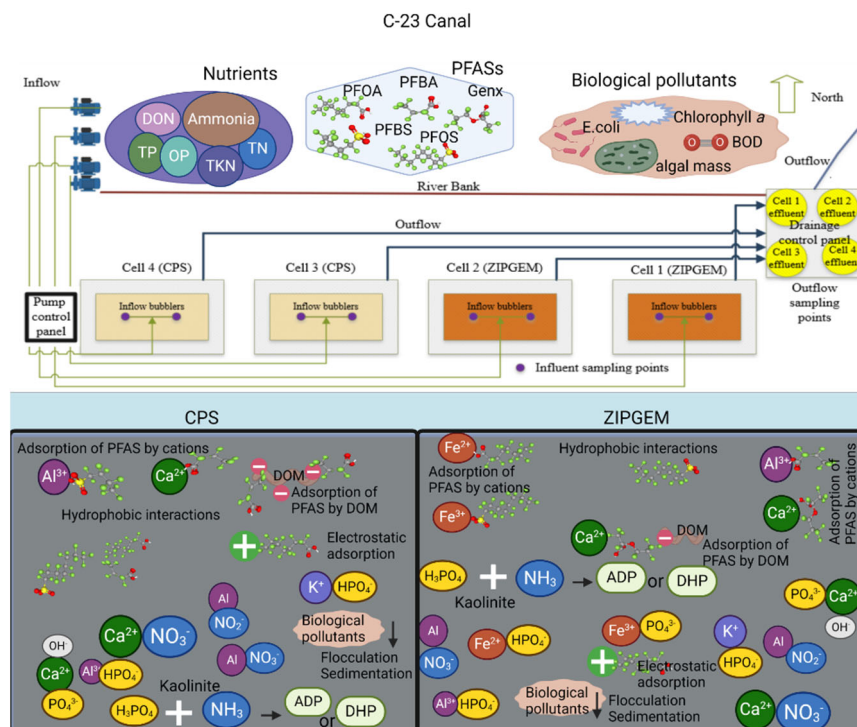 C-23 Canal
Inflow
Nutrients
DON
Ammonia
TP
OP
TKN
TN
PFASs
PFOA
PFBA
Genx
PFBS
PFOS
Biological pollutants
E.coli
Chlorophyll a
BOD
algal mass
North
Outflow
River Bank
Outflow
Cell 1 effluent
Cell 2 effluent
Drainage control panel
Cell 3 effluent
Cell 4 effluent
Outflow sampling points
Cell 4 (CPS)
Cell 3 (CPS)
Cell 2 (ZIPGEM)
Cell 1 (ZIPGEM)
Pump control panel
Inflow bubblers
Inflow bubblers
Inflow bubblers
Inflow bubblers
Influent sampling points
CPS
Adsorption of PFAS by cations
Al³⁺
Ca²⁺
DOM
Adsorption of PFAS by DOM
Hydrophobic interactions
Electrostatic adsorption
K⁺
HPO₄⁻
Al
NO₂⁻
Biological pollutants
Flocculation
Sedimentation
Ca²⁺
NO₃⁻
OH⁻
Ca²⁺
Al³⁺
HPO₄⁻
Al
NO₃⁻
PO₄³⁻
Kaolinite
H₃PO₄
NH₃
ADP
or
DHP
ZIPGEM
Fe²⁺
Adsorption of PFAS by cations
Hydrophobic interactions
Al³⁺
Fe³⁺
Ca²⁺
Adsorption of PFAS by cations
Ca²⁺
DOM
Adsorption of PFAS by DOM
H₃PO₄
NH₃
ADP
or
DHP
Kaolinite
PO₄³⁻
Ca²⁺
OH⁻
Al
NO₃⁻
Fe²⁺
HPO₄⁻
Fe³⁺
PO₄³⁻
K⁺
HPO₄⁻
Al
NO₂⁻
Electrostatic adsorption
Al³⁺
HPO₄⁻
Biological pollutants
Flocculation
Sedimentation
Ca²⁺
NO₃⁻